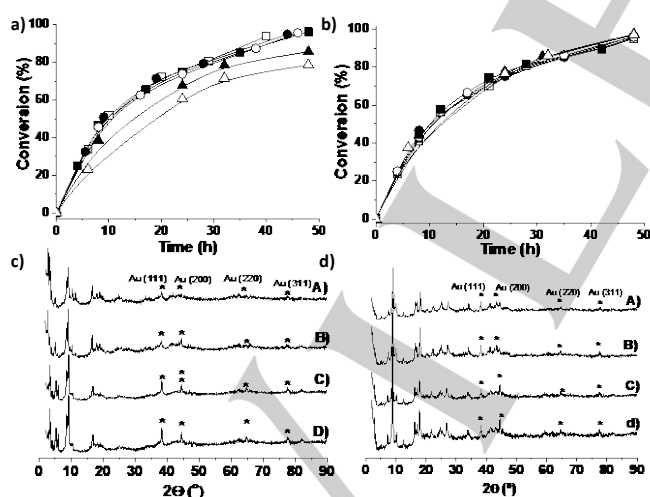 a)
Conversion (%)
100
80
60
40
20
0
0 10 20 30 40 50
Time (h)
b)
Conversion (%)
100
80
60
40
20
0
0 10 20 30 40 50
Time (h)
c)
Au (111) Au (200) Au (220) Au (311)
* * * *
A)
* * * *
B)
* * * *
C)
* * * *
D)
0 10 20 30 40 50 60 70 80 90
2Θ (°)
d)
Au (111) Au (200) Au (220) Au (311)
* * * *
A)
* * * *
B)
* * * *
C)
* * * *
d)
0 10 20 30 40 50 60 70 80 90
2Θ (°)